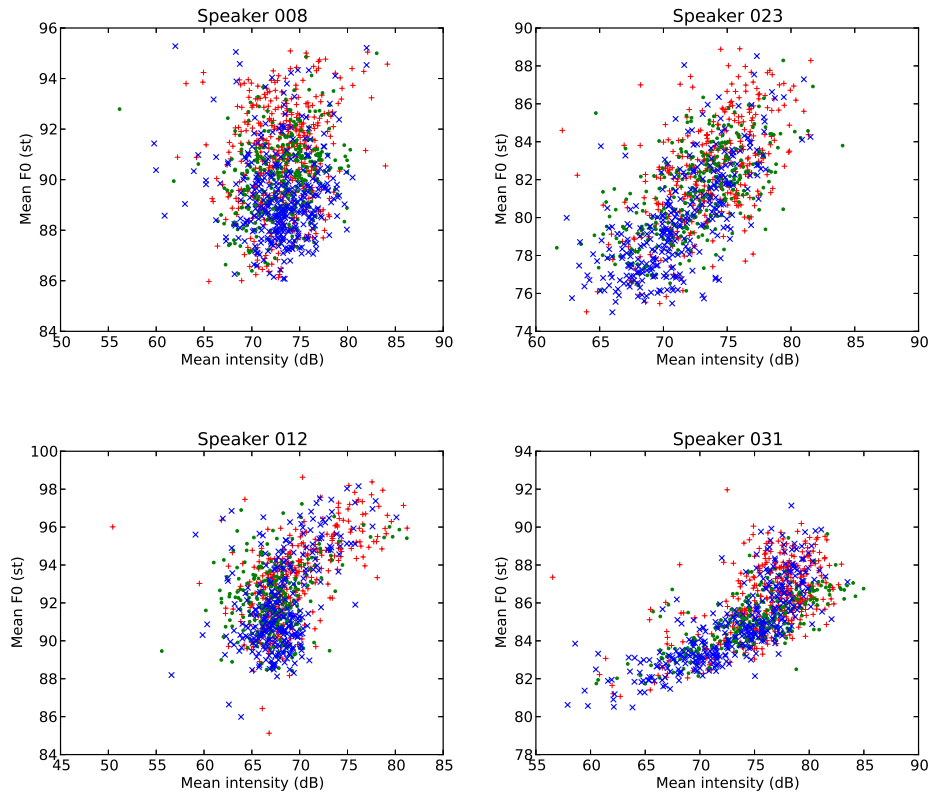 Speaker 008
96
94
92
90
88
86
84
Mean F0 (st)
50 55 60 65 70 75 80 85 90
Mean intensity (dB)
Speaker 023
90
88
86
84
82
80
78
76
74
Mean F0 (st)
60 65 70 75 80 85 90
Mean intensity (dB)
Speaker 012
100
98
96
94
92
90
88
86
84
Mean F0 (st)
45 50 55 60 65 70 75 80 85
Mean intensity (dB)
Speaker 031
94
92
90
88
86
84
82
80
78
Mean F0 (st)
55 60 65 70 75 80 85 90
Mean intensity (dB)